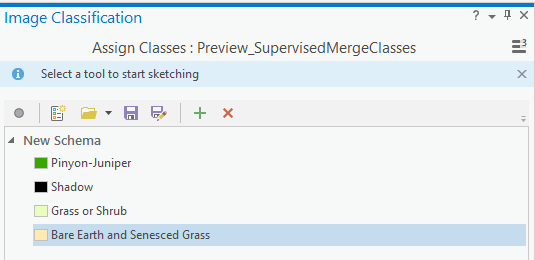 Image Classification
Assign Classes : Preview_SupervisedMergeClasses
Select a tool to start sketching
New Schema
Pinyon-Juniper
Shadow
Grass or Shrub
Bare Earth and Senesced Grass